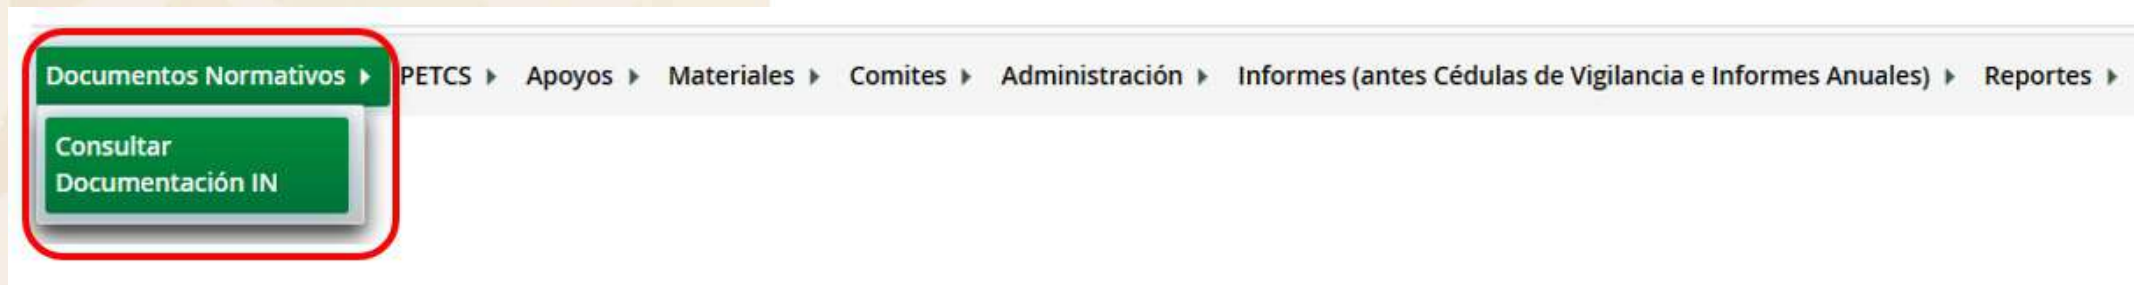 Documentos Normativos PETCS Apoyos Materiales Comites Administración Informes (antes Cédulas de Vigilancia e Informes Anuales) Reportes
Consultar
Documentación IN